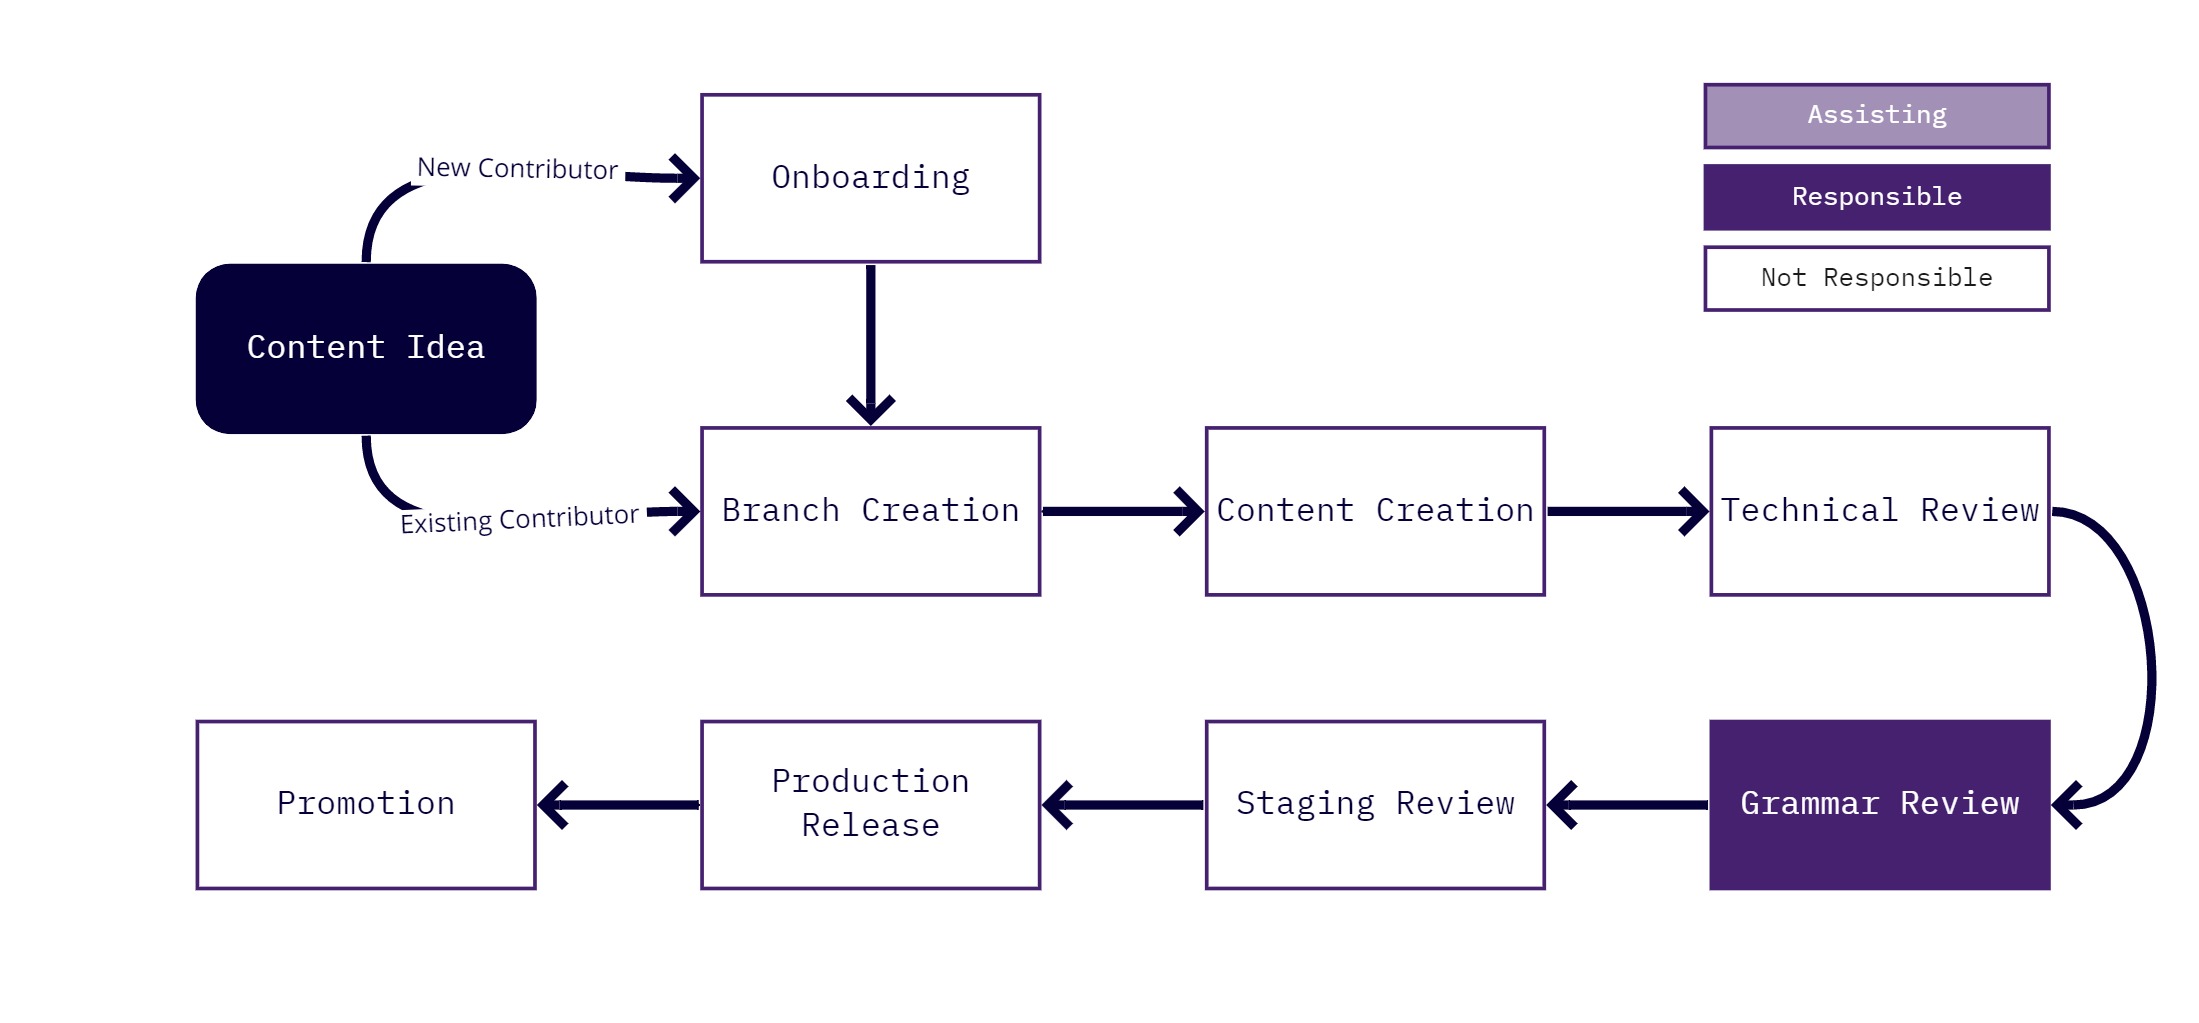 New Contributor
Onboarding
Assisting
Responsible
Not Responsible
Content Idea
Existing Contributor
Branch Creation
Content Creation
Technical Review
Promotion
Production
Release
Staging Review
Grammar Review